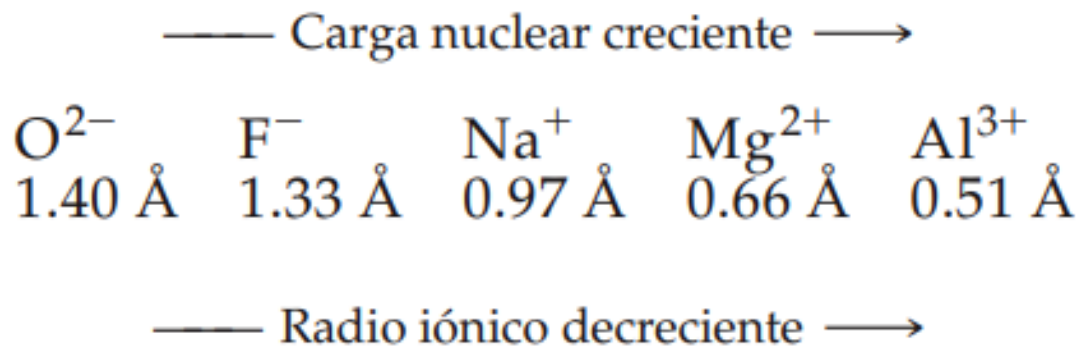 —— Carga nuclear creciente ⟶
O²⁻ F⁻ Na⁺ Mg²⁺ Al³⁺
1.40 Å 1.33 Å 0.97 Å 0.66 Å 0.51 Å
—— Radio iónico decreciente ⟶